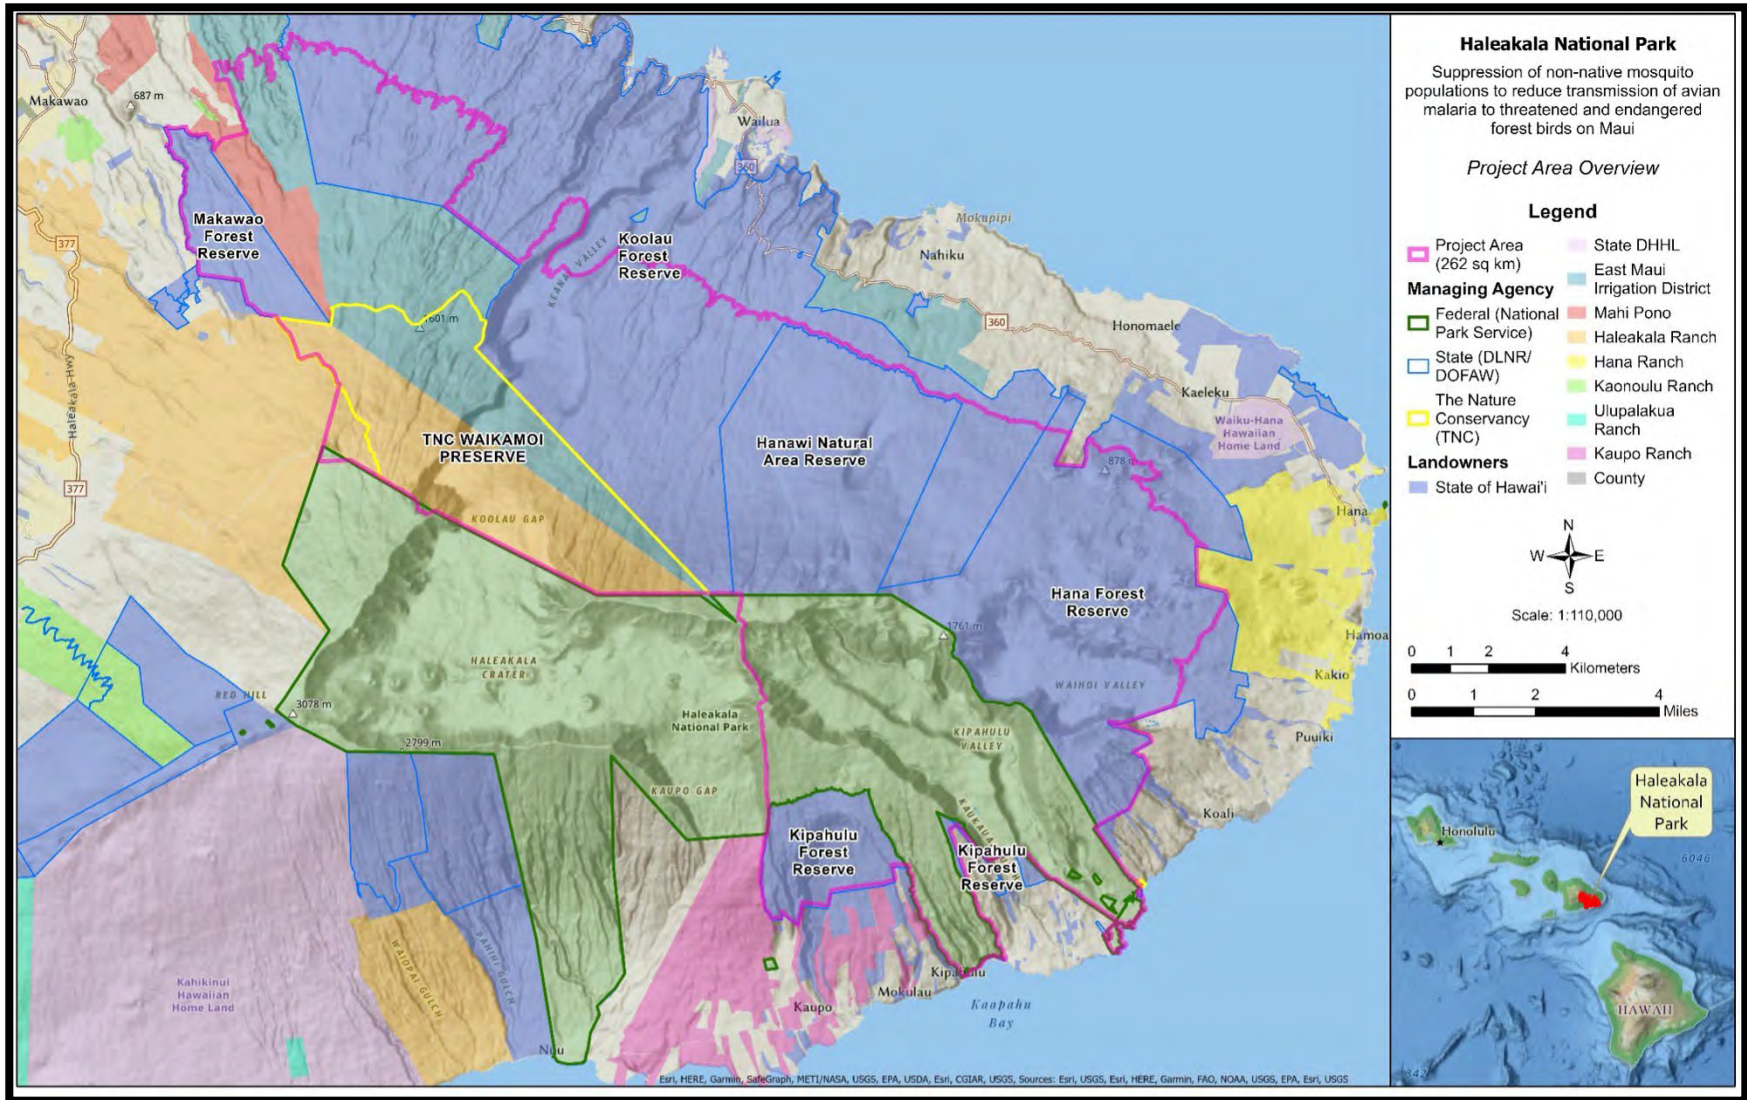 Makawao
687 m
Wailua
360
Haleakala National Park
Suppression of non-native mosquito
populations to reduce transmission of avian
malaria to threatened and endangered
forest birds on Maui
Project Area Overview
Legend
Project Area
(262 sq km)
Managing Agency
Federal (National
Park Service)
State (DLNR/
DOFAW)
The Nature
Conservancy
(TNC)
Landowners
State of Hawai'i
State DHHL
East Maui
Irrigation District
Mahi Pono
Haleakala Ranch
Hana Ranch
Kaonoulu Ranch
Ulupalakua
Ranch
Kaupo Ranch
County
N
W
E
S
Scale: 1:110,000
0 1 2 4
Kilometers
0 1 2 4
Miles
Makawao
Forest
Reserve
377
Koolau
Forest
Reserve
KEANAE VALLEY
Mokupipi
Nahiku
360
Honomaele
Kaeleku
Waiku-Hana
Hawaiian
Home Land
1601 m
Haleakala Hwy
TNC WAIKAMOI
PRESERVE
Hanawi Natural
Area Reserve
878 m
377
KOOLAU GAP
Hana
Hana Forest
Reserve
1761 m
Hamoa
HALEAKALA
CRATER
WAIHOI VALLEY
Kakio
RED HILL
3078 m
Haleakala
National Park
2799 m
KIPAHULU
VALLEY
Puuiki
KAUPO GAP
Koali
Kipahulu
Forest
Reserve
Kipahulu
Forest
Reserve
WAIOPAI GULCH
PAHIHI GULCH
Kahikinui
Hawaiian
Home Land
Kipahulu
Mokulau
Kaupo
Kaapahu
Bay
Nuu
Haleakala
National
Park
Honolulu
6046
HAWAII
Esri, HERE, Garmin, SafeGraph, METI/NASA, USGS, EPA, USDA, Esri, CGIAR, USGS, Sources: Esri, USGS, Esri, HERE, Garmin, FAO, NOAA, USGS, EPA, Esri, USGS